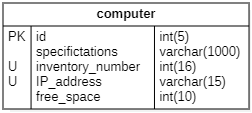 computer
PK id int(5)
specifictations varchar(1000)
U inventory_number int(16)
U IP_address varchar(15)
free_space int(10)